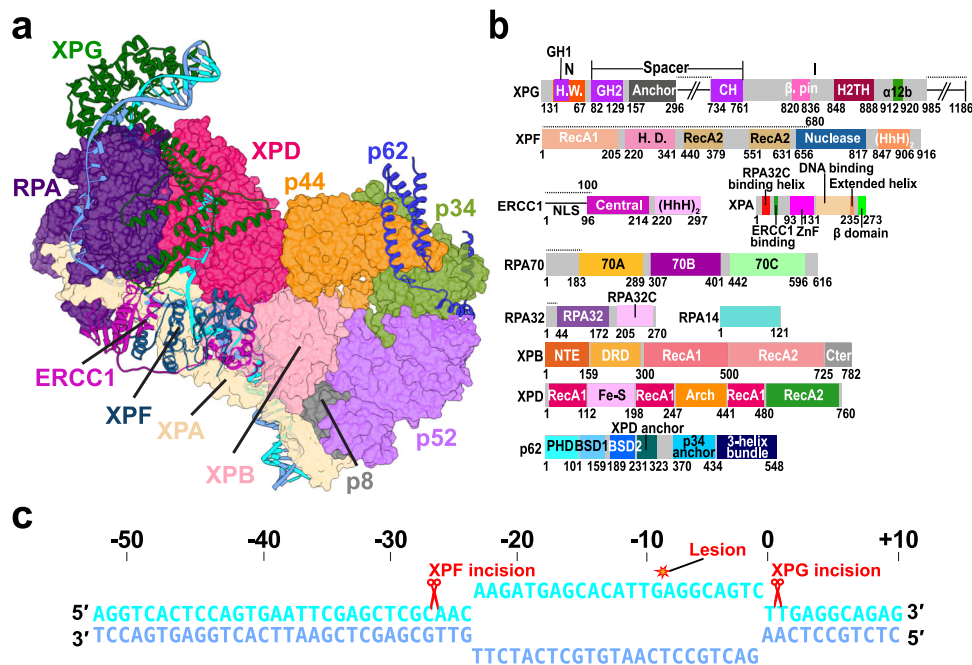 a
XPG
RPA
XPD
p44
p62
p34
ERCC1
XPF
XPA
XPB
p8
p52
b
GH1
N Spacer I
XPG H. W. GH2 Anchor CH β. pin H2TH α12b
131 67 82 129 157 296 734 761 820 836 848 888 912 920 985 1186
680
XPF RecA1 H. D. RecA2 RecA2 Nuclease (HhH)2
1 205 220 341 440 379 551 631 656 817 847 906 916
100
ERCC1 NLS Central (HhH)2
1 96 214 220 297
RPA32C binding helix
DNA binding
Extended helix
XPA
1 93 131 235 273
ERCC1 binding
ZnF
β domain
RPA70 70A 70B 70C
1 183 289 307 401 442 596 616
RPA32C
RPA32 RPA32
1 44 172 205 270
RPA14
1 121
XPB NTE DRD RecA1 RecA2 Cter
1 159 300 500 725 782
XPD RecA1 Fe-S RecA1 Arch RecA1 RecA2
1 112 198 247 441 480 760
XPD anchor
p62 PHD BSD1 BSD2 p34 anchor 3-helix bundle
1 101 159 189 231 323 370 434 548
c
-50 -40 -30 -20 -10 0 +10
XPF incision
Lesion
XPG incision
AAGATGAGCACATTGAGGCAGTC
5′ AGGTCACTCCAGTGAATTCGAGCTCGCAAC TTGAGGCAGAG 3′
3′ TCCAGTGAGGTCACTTAAGCTCGAGCGTTG AACTCCGTCTC 5′
TTCTACTCGTGTAACTCCGTCAG